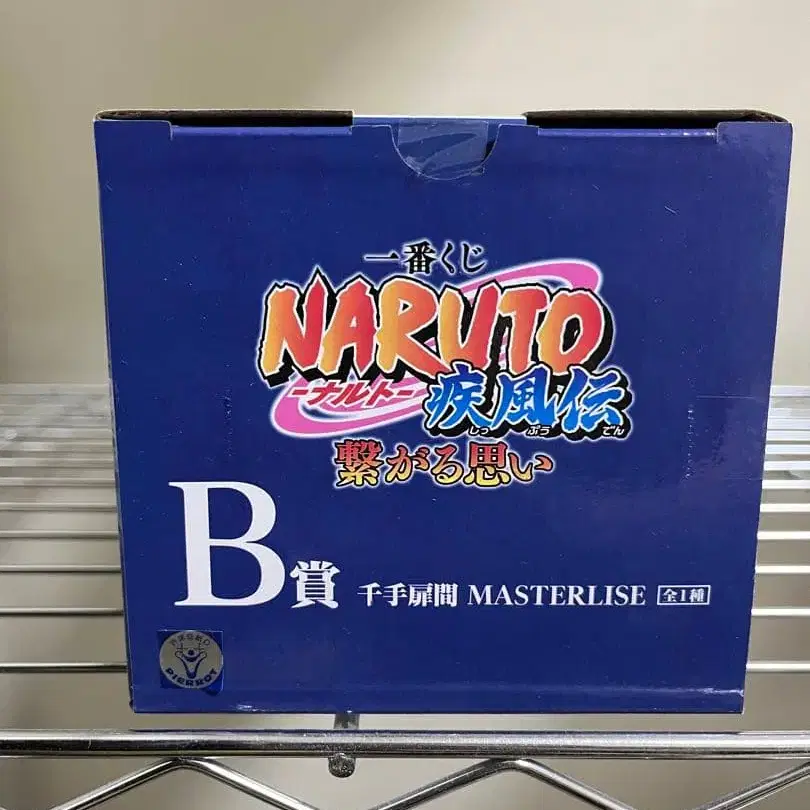 一番くじ
NARUTO
-ナルト-
疾風伝
しっ ぷう でん
繋がる思い
B賞 千手扉間 MASTERLISE 全1種
PIERROT